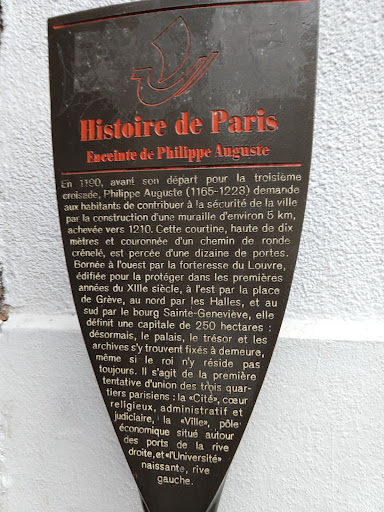 Histoire de Paris
Enceinte de Philippe Auguste
En 1190, avant son départ pour la troisième
croisade, Philippe Auguste (1165-1223) demande
aux habitants de contribuer à la sécurité de la ville
par la construction d'une muraille d'environ 5 km,
achevée vers 1210. Cette courtine, haute de dix
mètres et couronnée d'un chemin de ronde
crénelé, est percée d'une dizaine de portes.
Bornée à l'ouest par la forteresse du Louvre,
édifiée pour la protéger dans les premières
années du XIIIe siècle, à l'est par la place
de Grève, au nord par les Halles, et au
sud par le bourg Sainte-Geneviève, elle
définit une capitale de 250 hectares :
désormais, le palais, le trésor et les
archives s'y trouvent fixés à demeure,
même si le roi n'y réside pas
toujours. Il s'agit de la première
tentative d'union des trois quar-
tiers parisiens : la «Cité», cœur
religieux, administratif et
judiciaire, la «Ville», pôle
économique situé autour
des ports de la rive
droite, et «l'Université»
naissante, rive
gauche.